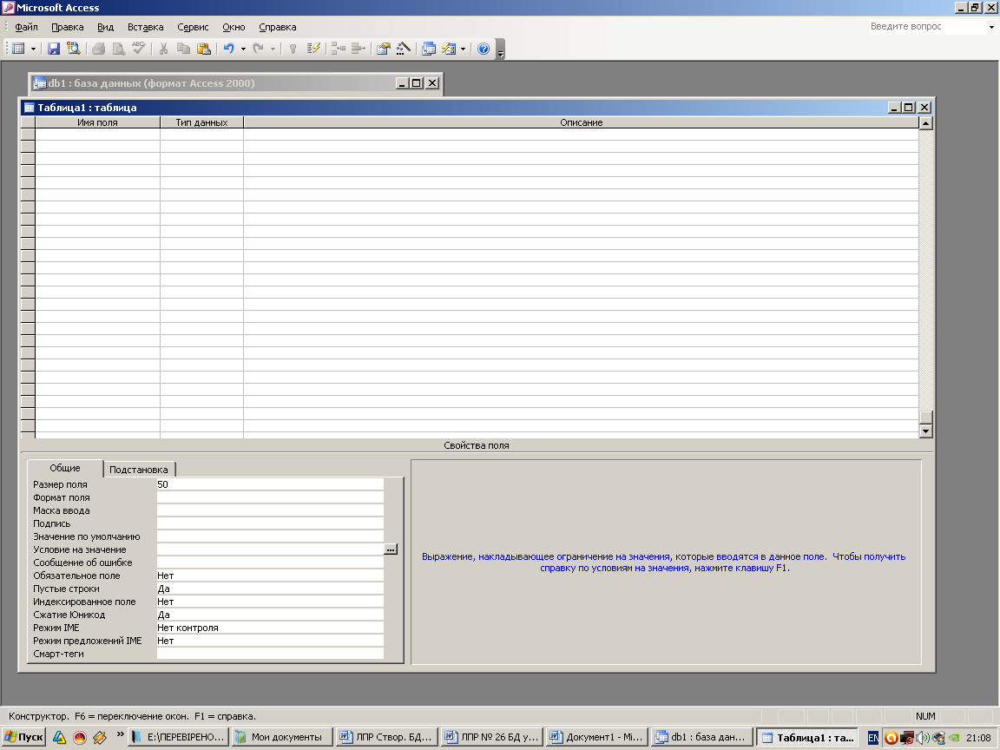 Microsoft Access
Файл Правка Вид Вставка Сервис Окно Справка
Введите вопрос
db1 : база данных (формат Access 2000)
Таблица1 : таблица
Имя поля Тип данных Описание
Свойства поля
Общие Подстановка
Размер поля 50
Формат поля
Маска ввода
Подпись
Значение по умолчанию
Условие на значение
Сообщение об ошибке
Обязательное поле Нет
Пустые строки Да
Индексированное поле Нет
Сжатие Юникод Да
Режим IME Нет контроля
Режим предложений IME Нет
Смарт-теги
Выражение, накладывающее ограничение на значения, которые вводятся в данное поле. Чтобы получить
справку по условиям на значения, нажмите клавишу F1.
Конструктор. F6 = переключение окон. F1 = справка.
NUM
Пуск E:\ПЕРЕВІРЕНО... Мои документы ЛПР Створ. БД... ЛПР № 26 БД у... Документ1 - Mi... db1 : база дан... Таблица1 : та... EN 21:08